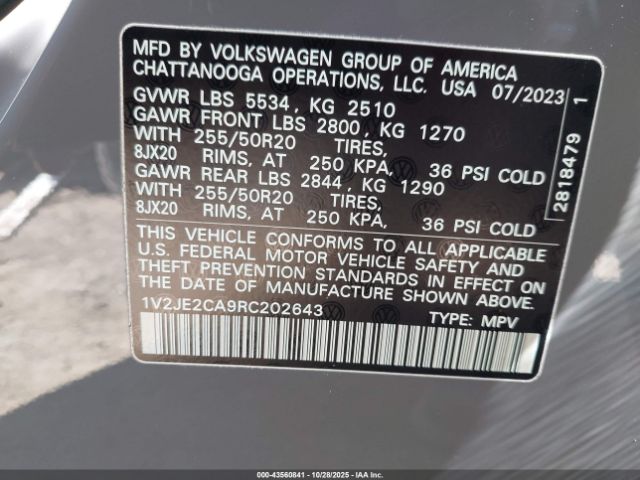 MFD BY VOLKSWAGEN GROUP OF AMERICA
CHATTANOOGA OPERATIONS, LLC. USA 07/2023
GVWR LBS 5534, KG 2510
GAWR FRONT LBS 2800, KG 1270
WITH 255/50R20 TIRES,
8JX20 RIMS, AT 250 KPA, 36 PSI COLD
GAWR REAR LBS 2844, KG 1290
WITH 255/50R20 TIRES,
8JX20 RIMS, AT 250 KPA, 36 PSI COLD
THIS VEHICLE CONFORMS TO ALL APPLICABLE
U.S. FEDERAL MOTOR VEHICLE SAFETY AND
THEFT PREVENTION STANDARDS IN EFFECT ON
THE DATE OF MANUFACTURE SHOWN ABOVE.
1V2JE2CA9RC202643 TYPE: MPV
2818479 1
000-43560841 - 10/28/2025 - COPYRIGHT IAA, LLC.